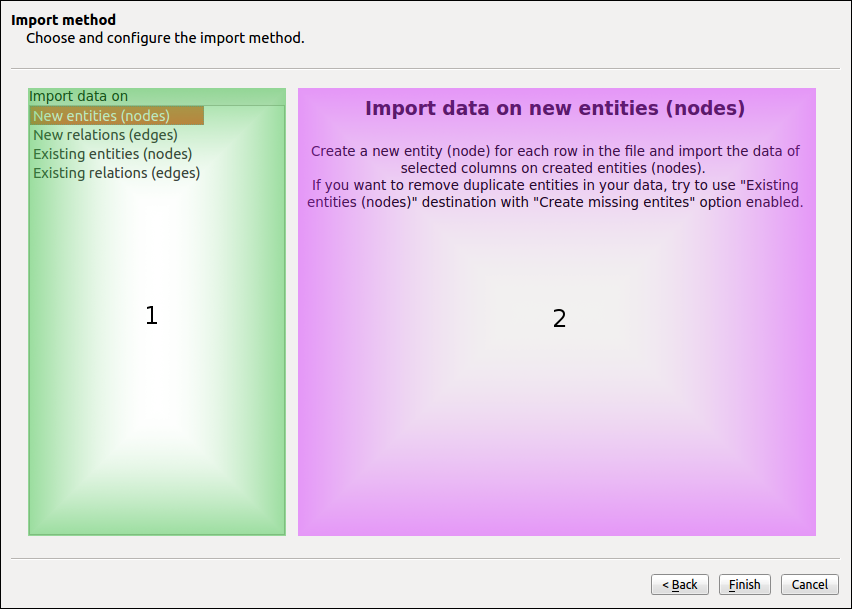 Import method
Choose and configure the import method.
Import data on
New entities (nodes)
New relations (edges)
Existing entities (nodes)
Existing relations (edges)
1
Import data on new entities (nodes)
Create a new entity (node) for each row in the file and import the data of
selected columns on created entities (nodes).
If you want to remove duplicate entities in your data, try to use "Existing
entities (nodes)" destination with "Create missing entites" option enabled.
2
< Back
Finish
Cancel